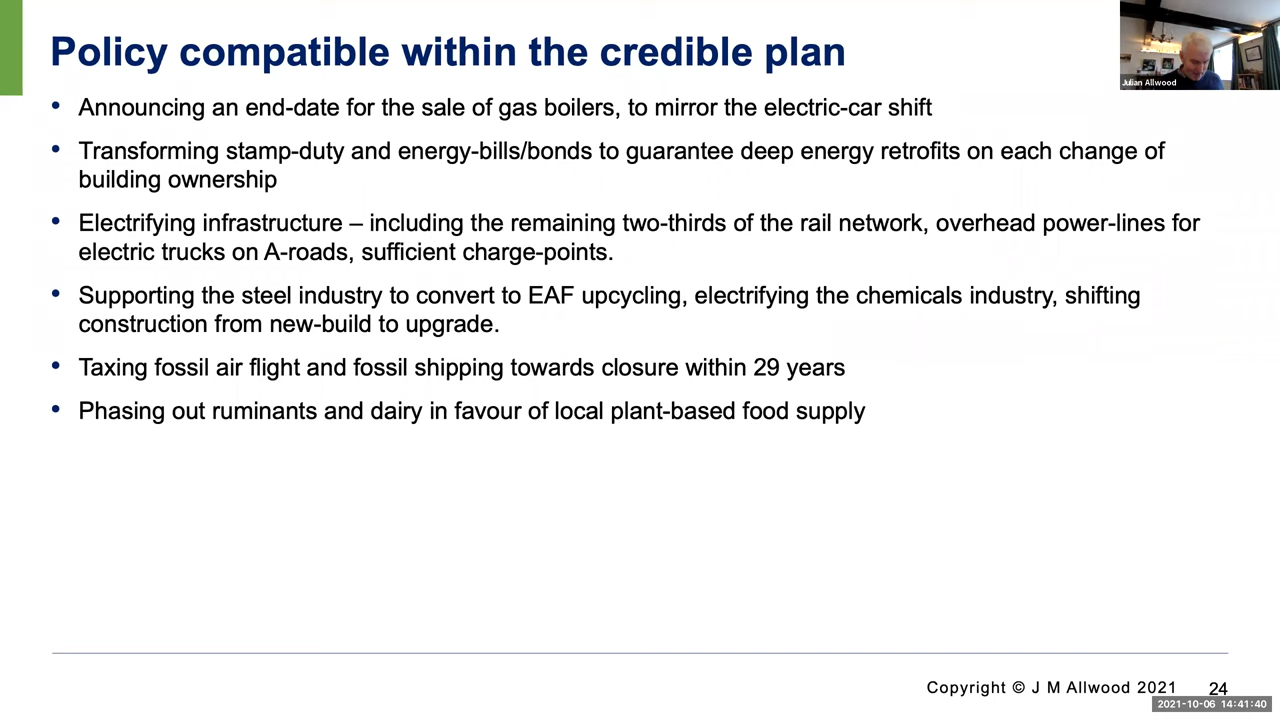 Policy compatible within the credible plan
Julian Allwood
• Announcing an end-date for the sale of gas boilers, to mirror the electric-car shift
• Transforming stamp-duty and energy-bills/bonds to guarantee deep energy retrofits on each change of
building ownership
• Electrifying infrastructure – including the remaining two-thirds of the rail network, overhead power-lines for
electric trucks on A-roads, sufficient charge-points.
• Supporting the steel industry to convert to EAF upcycling, electrifying the chemicals industry, shifting
construction from new-build to upgrade.
• Taxing fossil air flight and fossil shipping towards closure within 29 years
• Phasing out ruminants and dairy in favour of local plant-based food supply
Copyright © J M Allwood 2021 24
2021-10-06 14:41:40